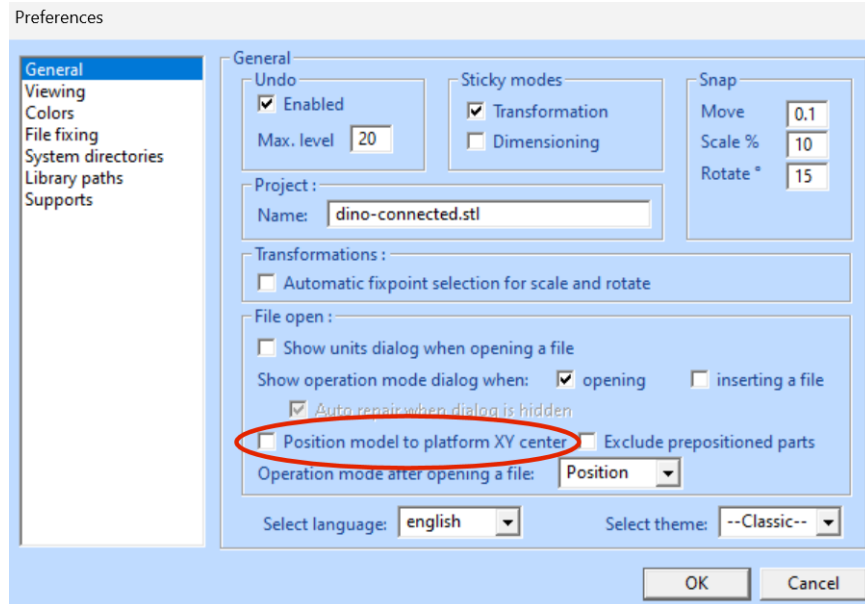 Preferences
General
Viewing
Colors
File fixing
System directories
Library paths
Supports
General
Undo
Enabled
Max. level 20
Sticky modes
Transformation
Dimensioning
Snap
Move 0.1
Scale % 10
Rotate ° 15
Project :
Name: dino-connected.stl
Transformations :
Automatic fixpoint selection for scale and rotate
File open :
Show units dialog when opening a file
Show operation mode dialog when: opening inserting a file
Auto repair when dialog is hidden
Position model to platform XY center Exclude prepositioned parts
Operation mode after opening a file: Position
Select language: english Select theme: --Classic--
OK Cancel